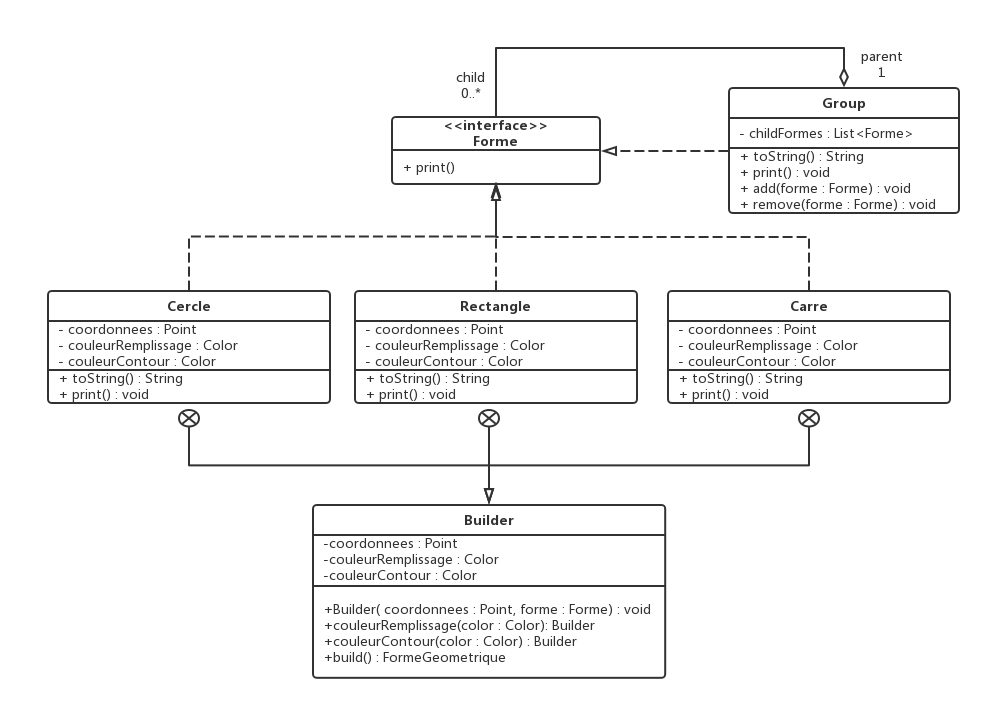 parent
1
child
0..*
Group
- childFormes : List<Forme>
+ toString() : String
+ print() : void
+ add(forme : Forme) : void
+ remove(forme : Forme) : void
<<interface>>
Forme
+ print()
Cercle
- coordonnees : Point
- couleurRemplissage : Color
- couleurContour : Color
+ toString() : String
+ print() : void
Rectangle
- coordonnees : Point
- couleurRemplissage : Color
- couleurContour : Color
+ toString() : String
+ print() : void
Carre
- coordonnees : Point
- couleurRemplissage : Color
- couleurContour : Color
+ toString() : String
+ print() : void
Builder
-coordonnees : Point
-couleurRemplissage : Color
-couleurContour : Color
+Builder( coordonnees : Point, forme : Forme) : void
+couleurRemplissage(color : Color): Builder
+couleurContour(color : Color) : Builder
+build() : FormeGeometrique